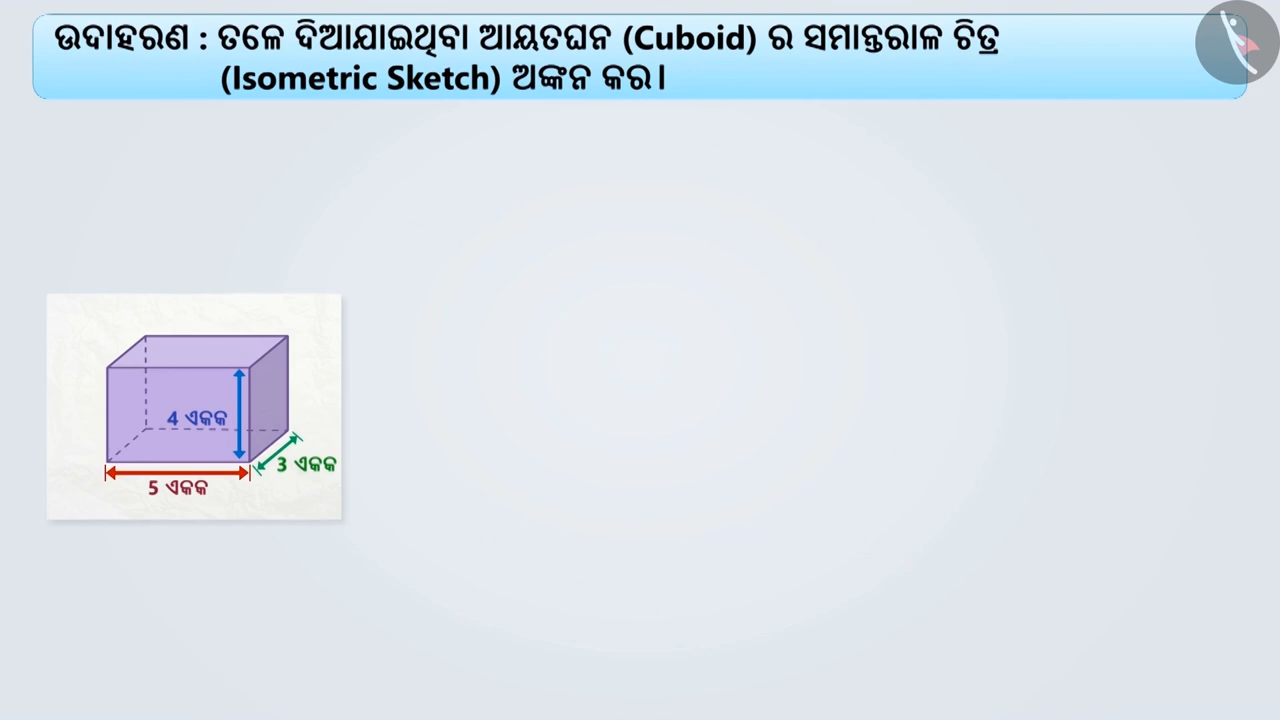 ଉଦାହରଣ : ତଳେ ଦିଆଯାଇଥିବା ଆୟତଘନ (Cuboid) ର ସମାନ୍ତରାଳ ଚିତ୍ର
(Isometric Sketch) ଅଙ୍କନ କର।
4 ଏକକ
3 ଏକକ
5 ଏକକ